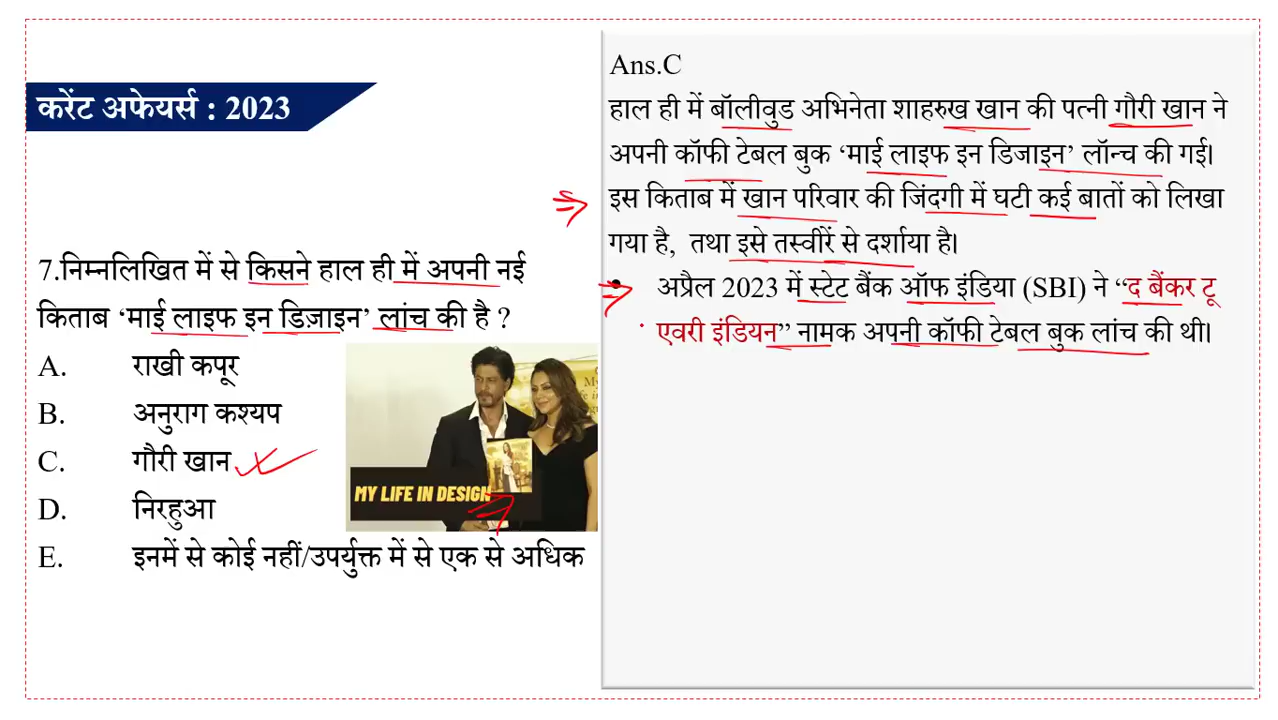 करेंट अफेयर्स : 2023
7.निम्नलिखित में से किसने हाल ही में अपनी नई
किताब ‘माई लाइफ इन डिज़ाइन’ लांच की है ?
A. राखी कपूर
B. अनुराग कश्यप
C. गौरी खान
D. निरहुआ
E. इनमें से कोई नहीं/उपर्युक्त में से एक से अधिक
MY LIFE IN DESIGN
Ans.C
हाल ही में बॉलीवुड अभिनेता शाहरुख खान की पत्नी गौरी खान ने
अपनी कॉफी टेबल बुक ‘माई लाइफ इन डिजाइन’ लॉन्च की गई।
इस किताब में खान परिवार की जिंदगी में घटी कई बातों को लिखा
गया है, तथा इसे तस्वीरें से दर्शाया है।
• अप्रैल 2023 में स्टेट बैंक ऑफ इंडिया (SBI) ने “द बैंकर टू
एवरी इंडियन” नामक अपनी कॉफी टेबल बुक लांच की थी।